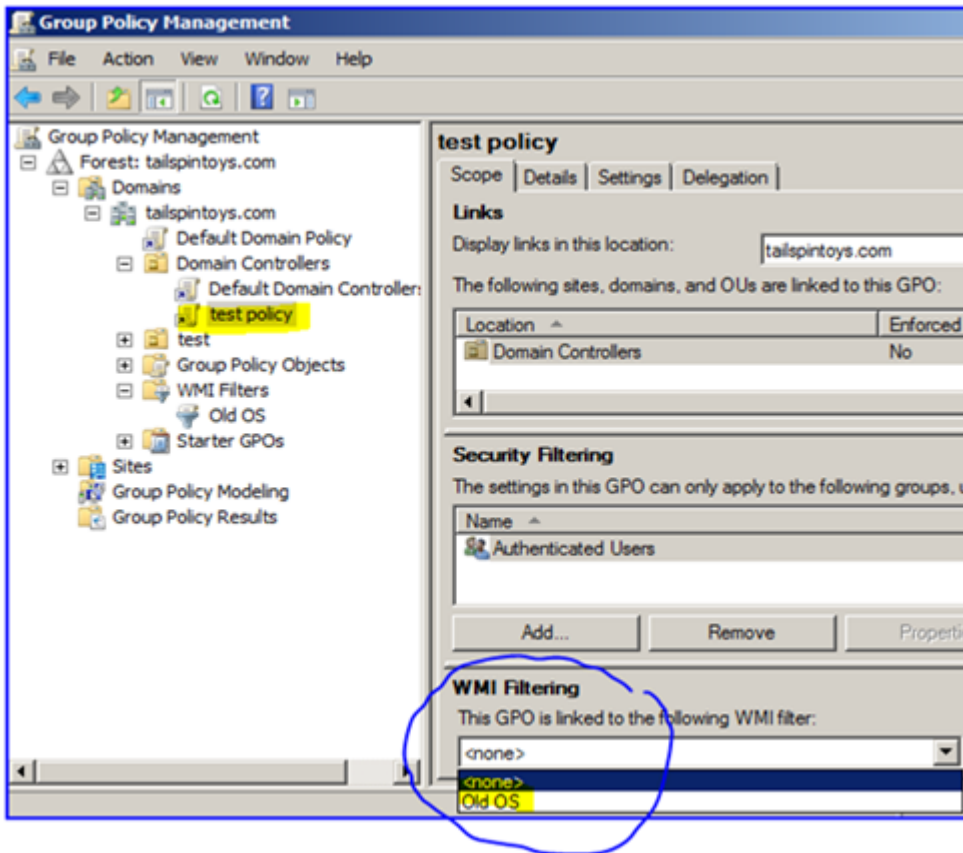 Group Policy Management
File Action View Window Help
Group Policy Management
Forest: tailspintoys.com
Domains
tailspintoys.com
Default Domain Policy
Domain Controllers
Default Domain Controllers
test policy
test
Group Policy Objects
WMI Filters
Old OS
Starter GPOs
Sites
Group Policy Modeling
Group Policy Results
test policy
Scope Details Settings Delegation
Links
Display links in this location: tailspintoys.com
The following sites, domains, and OUs are linked to this GPO:
Location Enforced
Domain Controllers No
Security Filtering
The settings in this GPO can only apply to the following groups,
Name
Authenticated Users
Add... Remove Properti
WMI Filtering
This GPO is linked to the following WMI filter:
<none>
<none>
Old OS